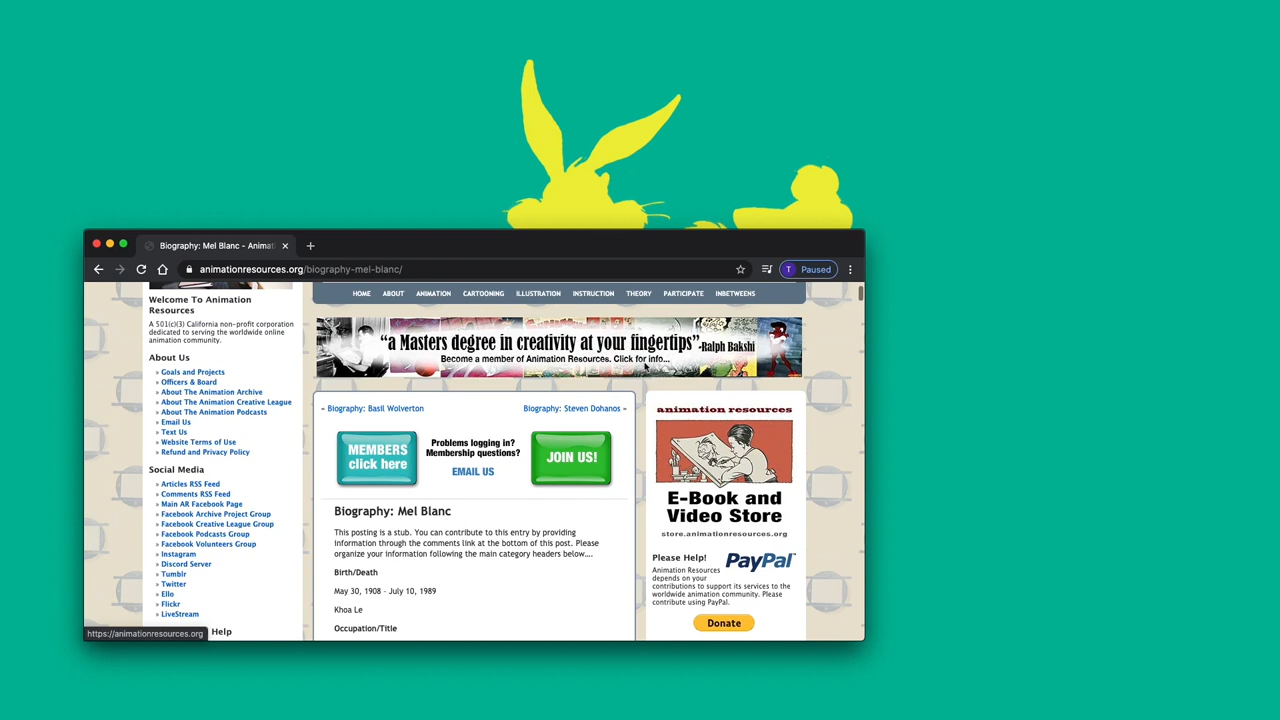 Biography: Mel Blanc - Animati
animationresources.org/biography-mel-blanc/
T Paused
Welcome To Animation
Resources
A 501(c)(3) California non-profit corporation
dedicated to serving the worldwide online
animation community.
About Us
» Goals and Projects
» Officers & Board
» About The Animation Archive
» About The Animation Creative League
» About The Animation Podcasts
» Email Us
» Text Us
» Website Terms of Use
» Refund and Privacy Policy
Social Media
» Articles RSS Feed
» Comments RSS Feed
» Main AR Facebook Page
» Facebook Archive Project Group
» Facebook Creative League Group
» Facebook Podcasts Group
» Facebook Volunteers Group
» Instagram
» Discord Server
» Tumblr
» Twitter
» Ello
» Flickr
» LiveStream
Help
https://animationresources.org
HOME ABOUT ANIMATION CARTOONING ILLUSTRATION INSTRUCTION THEORY PARTICIPATE INBETWEENS
“a Masters degree in creativity at your fingertips”-Ralph Bakshi
Become a member of Animation Resources. Click for info...
« Biography: Basil Wolverton
Biography: Steven Dohanos »
MEMBERS
click here
Problems logging in?
Membership questions?
EMAIL US
JOIN US!
Biography: Mel Blanc
This posting is a stub. You can contribute to this entry by providing
information through the comments link at the bottom of this post. Please
organize your information following the main category headers below....
Birth/Death
May 30, 1908 - July 10, 1989
Khoa Le
Occupation/Title
animation resources
E-Book and
Video Store
store.animationresources.org
Please Help!
PayPal
Animation Resources
depends on your
contributions to support its services to the
worldwide animation community. Please
contribute using PayPal.
Donate